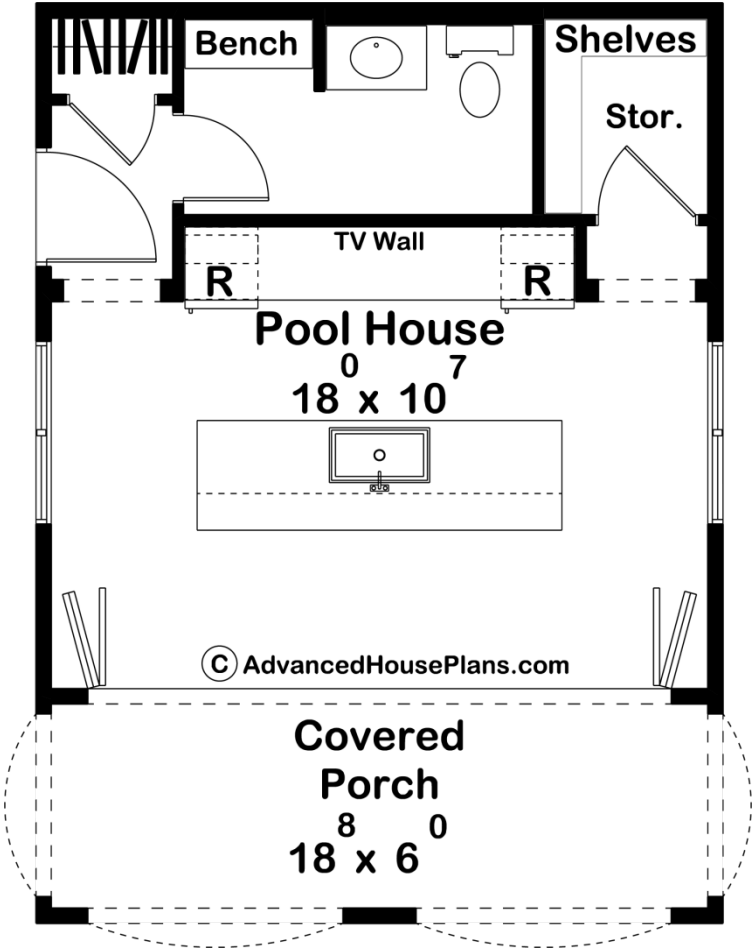 Bench
Shelves
Stor.
TV Wall
R
R
Pool House
18⁰ x 10⁷
© AdvancedHousePlans.com
Covered
Porch
18⁸ x 6⁰